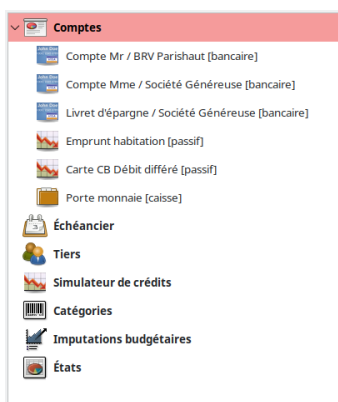 Comptes
Compte Mr / BRV Parishaut [bancaire]
Compte Mme / Société Généreuse [bancaire]
Livret d'épargne / Société Généreuse [bancaire]
Emprunt habitation [passif]
Carte CB Débit différé [passif]
Porte monnaie [caisse]
Échéancier
Tiers
Simulateur de crédits
Catégories
Imputations budgétaires
États